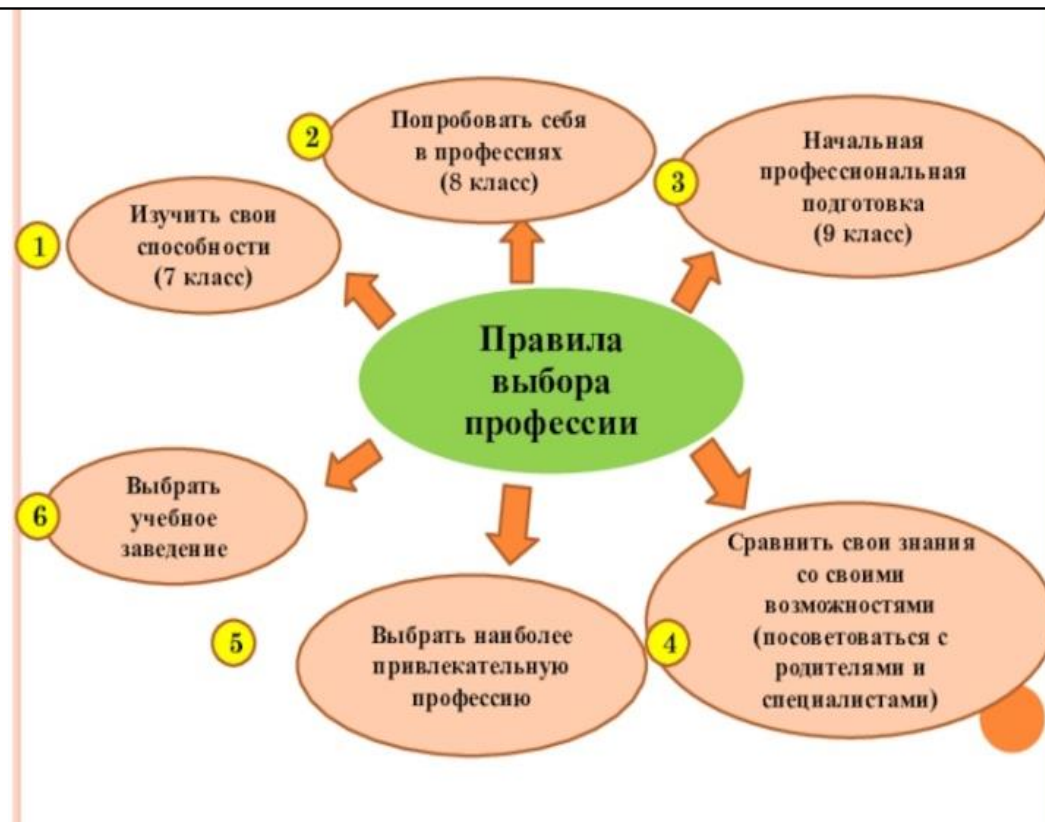 Правила
выбора
профессии
1
Изучить свои
способности
(7 класс)
2
Попробовать себя
в профессиях
(8 класс)
3
Начальная
профессиональная
подготовка
(9 класс)
4
Сравнить свои знания
со своими
возможностями
(посоветоваться с
родителями и
специалистами)
5
Выбрать наиболее
привлекательную
профессию
6
Выбрать
учебное
заведение